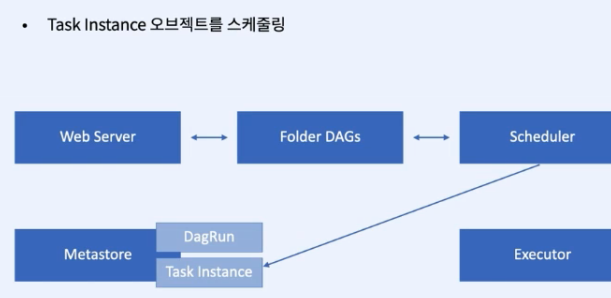 • Task Instance 오브젝트를 스케줄링
Web Server
Folder DAGs
Scheduler
DagRun
Metastore
Task Instance
Executor